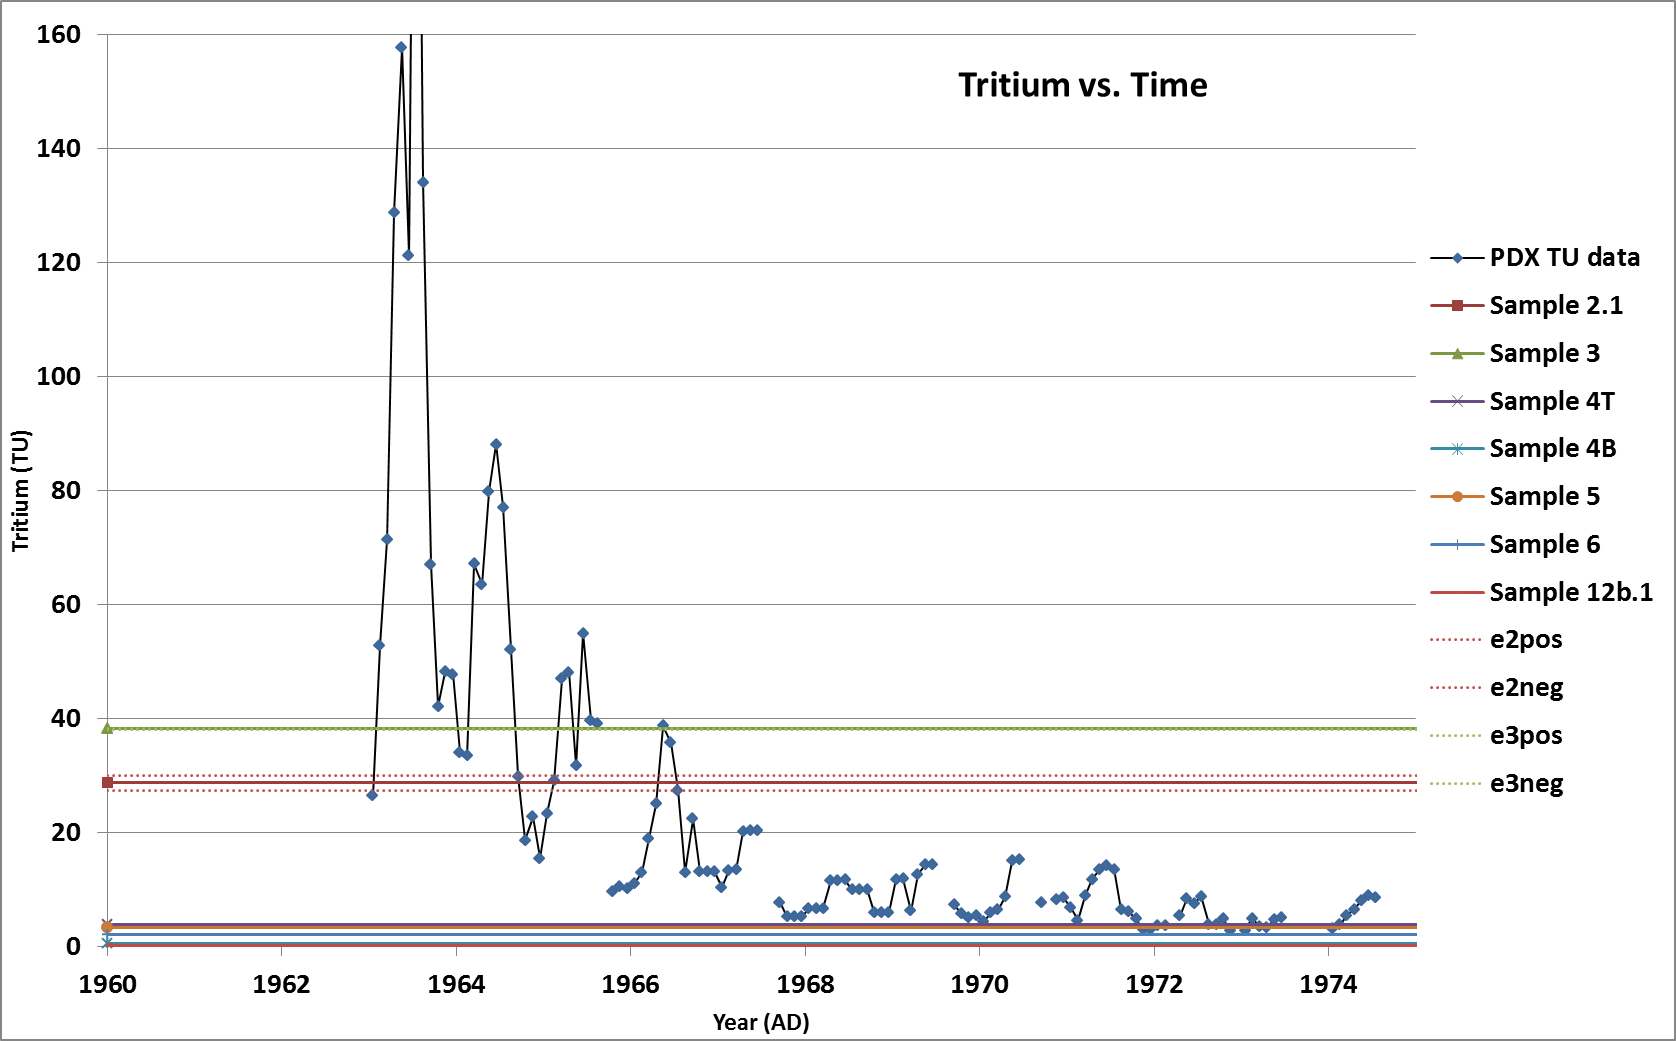 Tritium vs. Time
160
140
120
100
80
60
40
20
0
Tritium (TU)
1960 1962 1964 1966 1968 1970 1972 1974
Year (AD)
PDX TU data
Sample 2.1
Sample 3
Sample 4T
Sample 4B
Sample 5
Sample 6
Sample 12b.1
e2pos
e2neg
e3pos
e3neg